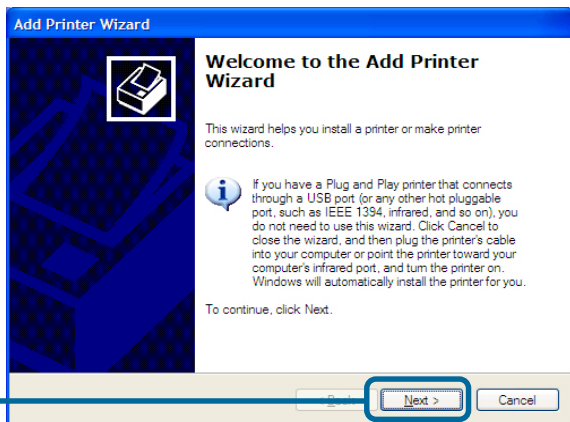 Add Printer Wizard
Welcome to the Add Printer
Wizard
This wizard helps you install a printer or make printer
connections.
If you have a Plug and Play printer that connects
through a USB port (or any other hot pluggable
port, such as IEEE 1394, infrared, and so on), you
do not need to use this wizard. Click Cancel to
close the wizard, and then plug the printer's cable
into your computer or point the printer toward your
computer's infrared port, and turn the printer on.
Windows will automatically install the printer for you.
To continue, click Next.
Next > Cancel